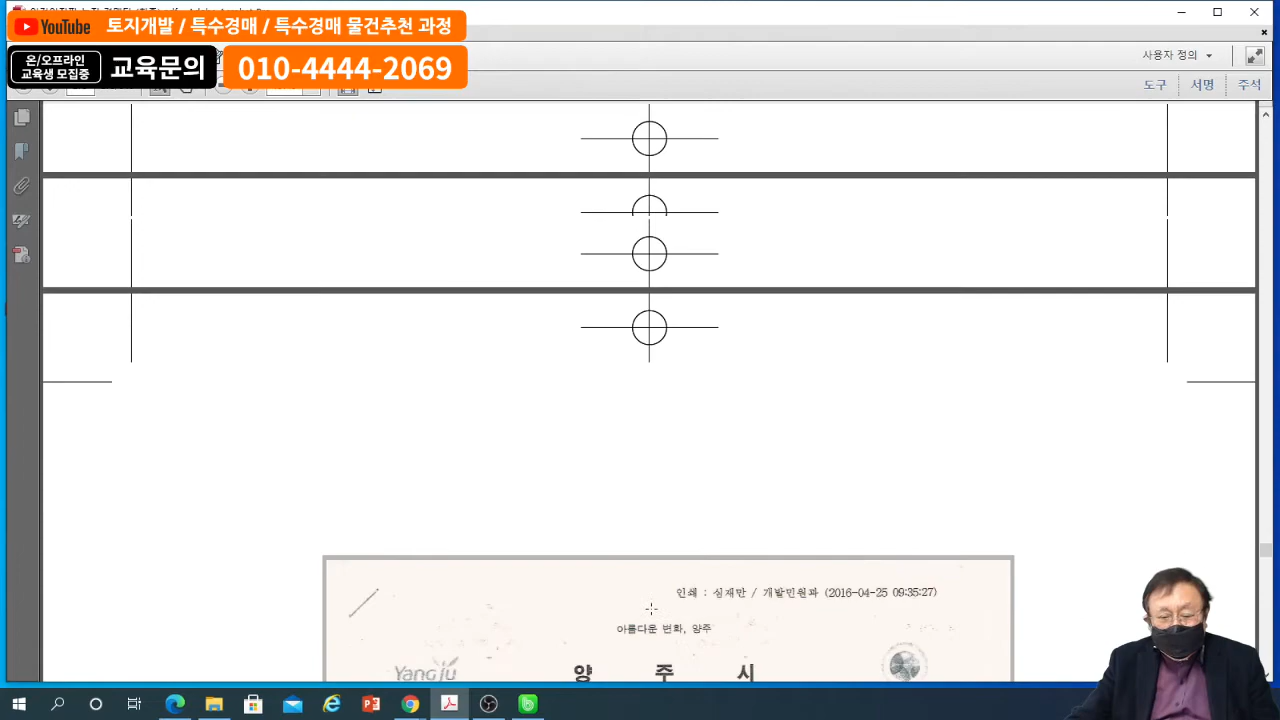 YouTube 토지개발 / 특수경매 / 특수경매 물건추천 과정
온/오프라인
교육생 모집중
교육문의
010-4444-2069
사용자 정의
도구 서명 주석
인쇄 : 심재만 / 개발민원과 (2016-04-25 09:35:27)
아름다운 변화, 양주
Yangju
양 주 시